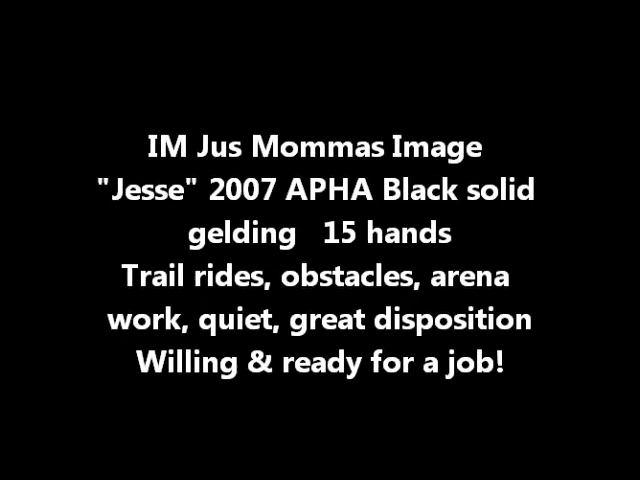 IM Jus Mommas Image
"Jesse" 2007 APHA Black solid
gelding 15 hands
Trail rides, obstacles, arena
work, quiet, great disposition
Willing & ready for a job!